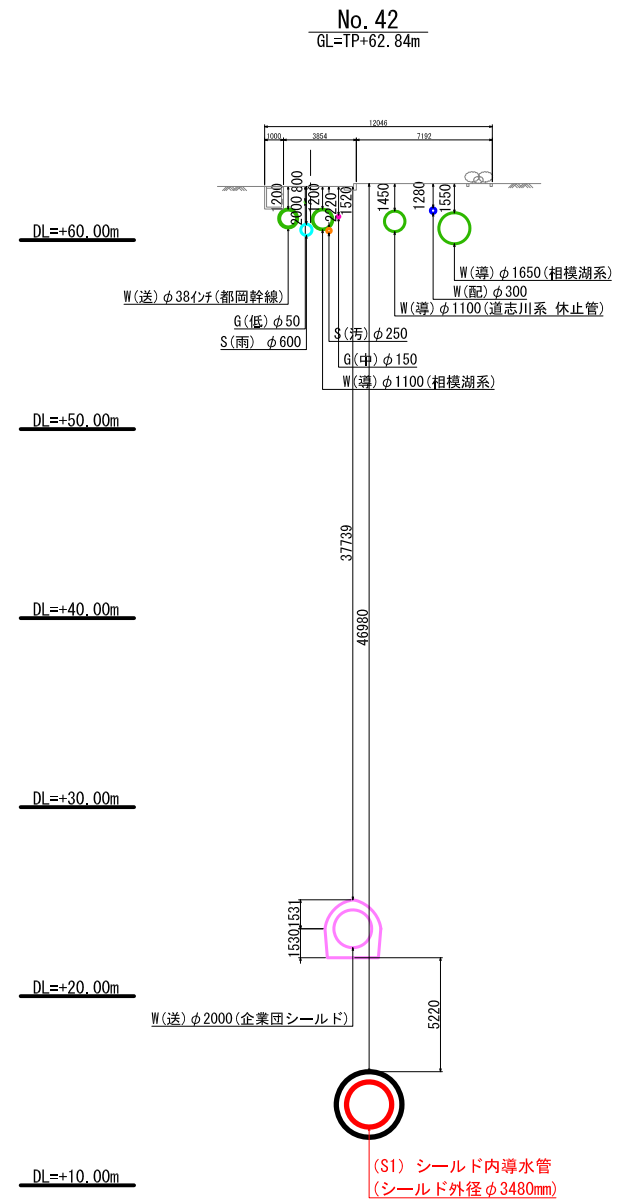 No. 42
GL=TP+62.84m
12046
1000
3854
7192
1200
2000
800
1200
2120
1520
1450
1280
1550
DL=+60.00m
W(導)φ1650(相模湖系)
W(配)φ300
W(送)φ38インチ(都岡幹線)
W(導)φ1100(道志川系 休止管)
G(低)φ50
S(汚)φ250
S(雨) φ600
G(中)φ150
W(導)φ1100(相模湖系)
DL=+50.00m
37739
46980
DL=+40.00m
DL=+30.00m
1531
1530
DL=+20.00m
W(送)φ2000(企業団シールド)
5220
(S1) シールド内導水管
(シールド外径φ3480mm)
DL=+10.00m